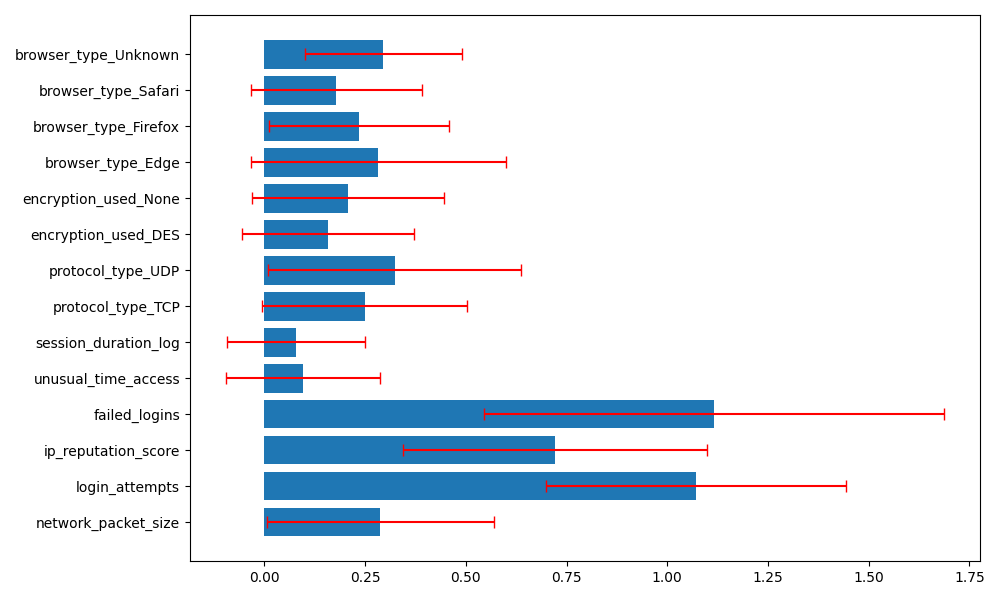 browser_type_Unknown
browser_type_Safari
browser_type_Firefox
browser_type_Edge
encryption_used_None
encryption_used_DES
protocol_type_UDP
protocol_type_TCP
session_duration_log
unusual_time_access
failed_logins
ip_reputation_score
login_attempts
network_packet_size
0.00 0.25 0.50 0.75 1.00 1.25 1.50 1.75